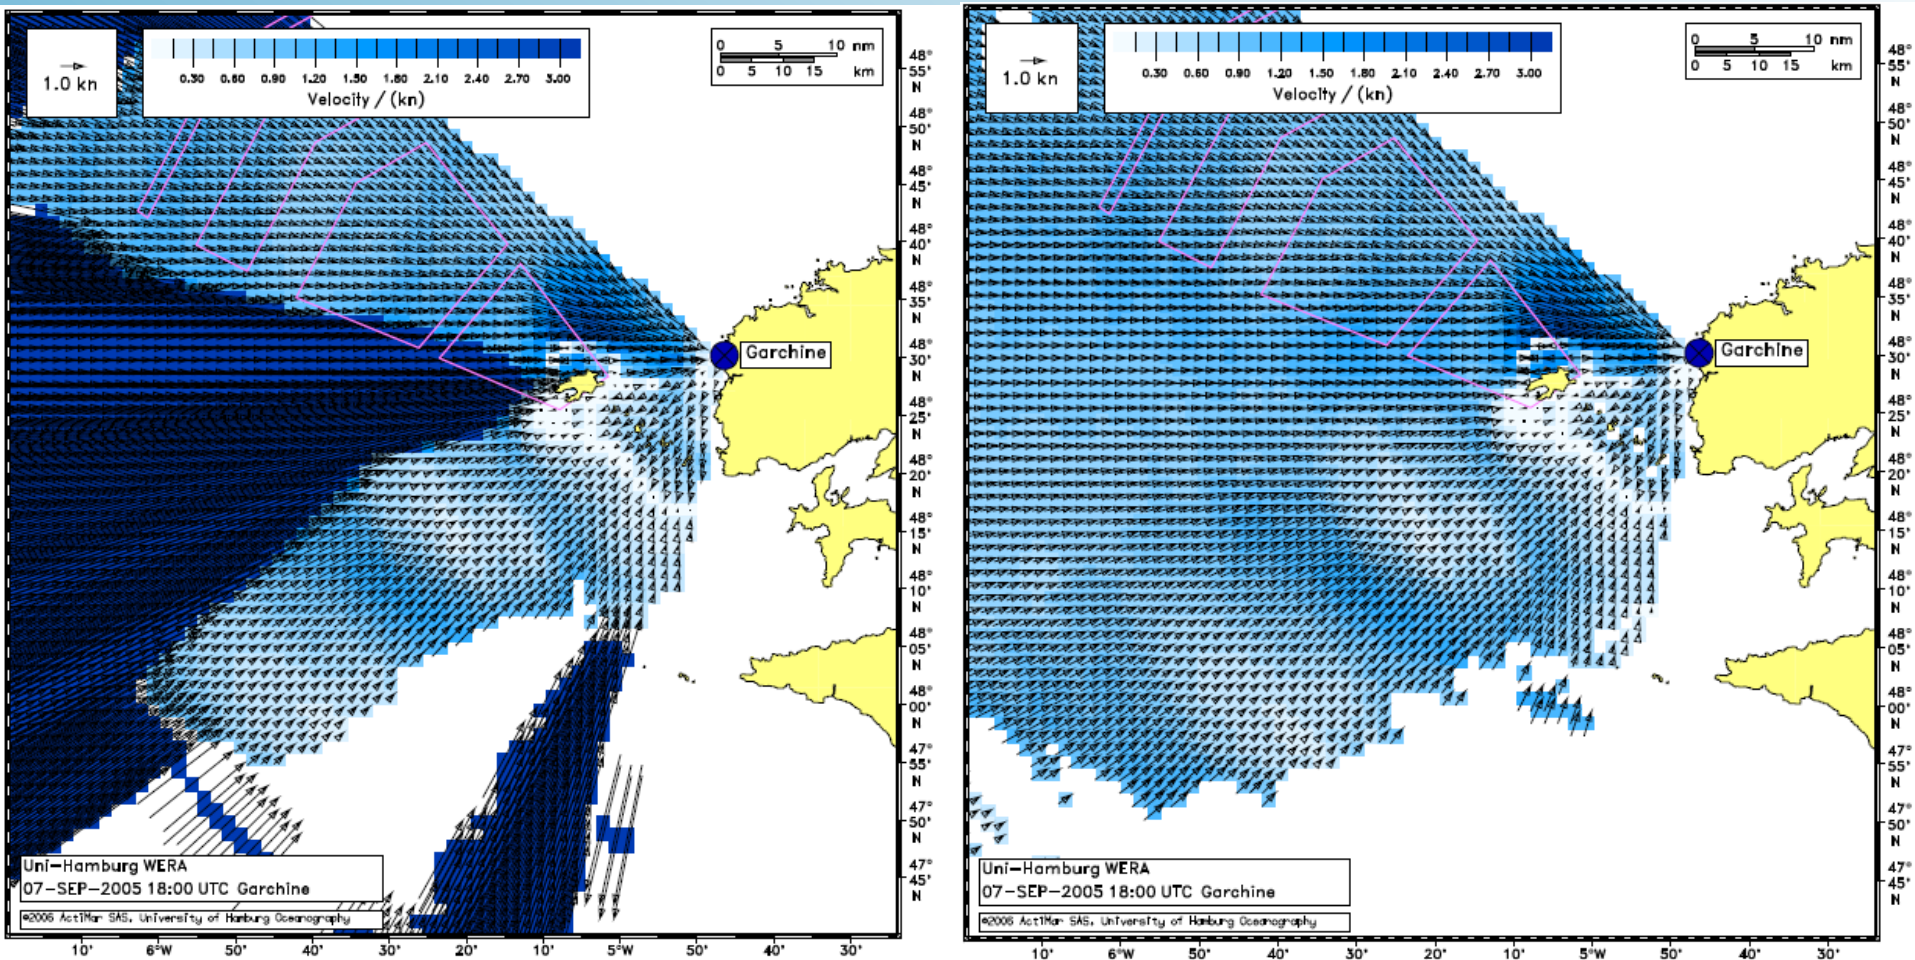 1.0 kn
0.30 0.60 0.90 1.20 1.50 1.80 2.10 2.40 2.70 3.00
Velocity / (kn)
0 5 10 nm
0 5 10 15 km
48° 55' N
48° 50' N
48° 45' N
48° 40' N
48° 35' N
48° 30' N
48° 25' N
48° 20' N
48° 15' N
48° 10' N
48° 05' N
48° 00' N
47° 55' N
47° 50' N
47° 45' N
Garchine
Uni-Hamburg WERA
07-SEP-2005 18:00 UTC Garchine
©2006 ActiMar SAS, University of Hamburg Oceanography
10' 6°W 50' 40' 30' 20' 10' 5°W 50' 40' 30'
1.0 kn
0.30 0.60 0.90 1.20 1.50 1.80 2.10 2.40 2.70 3.00
Velocity / (kn)
0 5 10 nm
0 5 10 15 km
48° 55' N
48° 50' N
48° 45' N
48° 40' N
48° 35' N
48° 30' N
48° 25' N
48° 20' N
48° 15' N
48° 10' N
48° 05' N
48° 00' N
47° 55' N
47° 50' N
47° 45' N
Garchine
Uni-Hamburg WERA
07-SEP-2005 18:00 UTC Garchine
©2006 ActiMar SAS, University of Hamburg Oceanography
10' 6°W 50' 40' 30' 20' 10' 5°W 50' 40' 30'